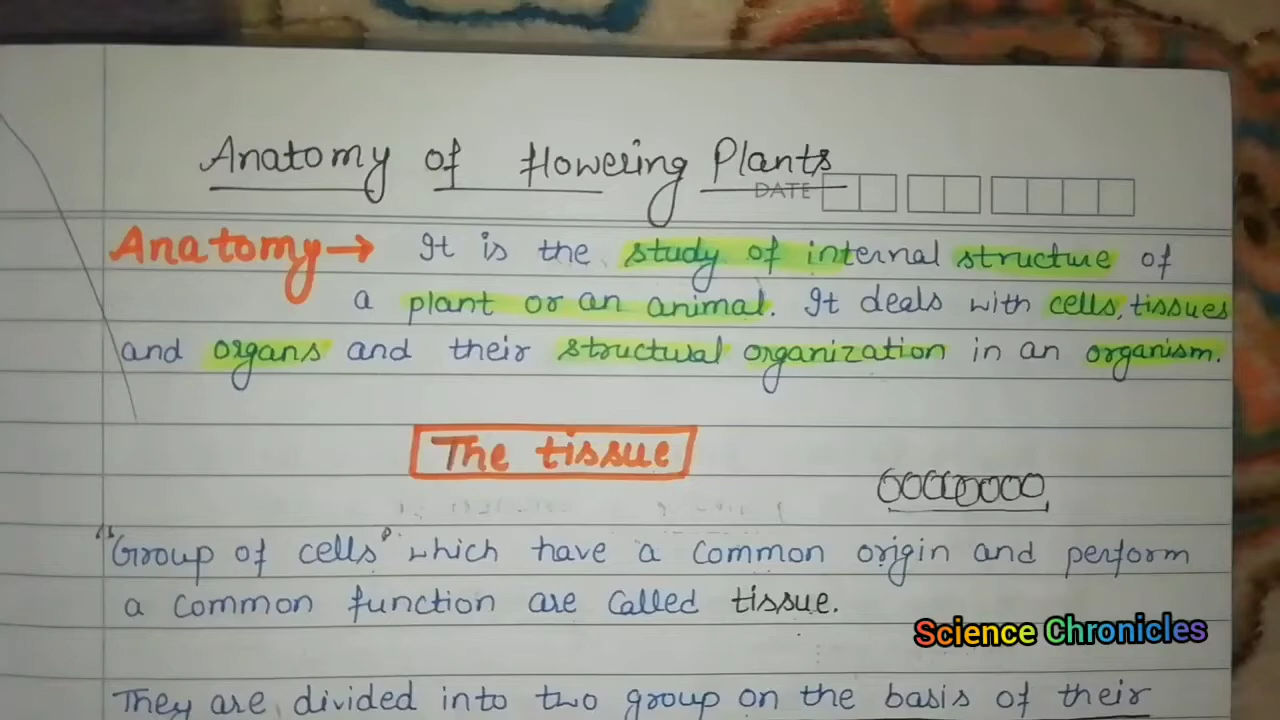 Anatomy of Flowering Plants
DATE
Anatomy → It is the study of internal structure of
a plant or an animal. It deals with cells, tissues
and organs and their structural organization in an organism.
The tissue
"Group of cells" which have a common origin and perform
a common function are called tissue.
Science Chronicles
They are divided into two group on the basis of their